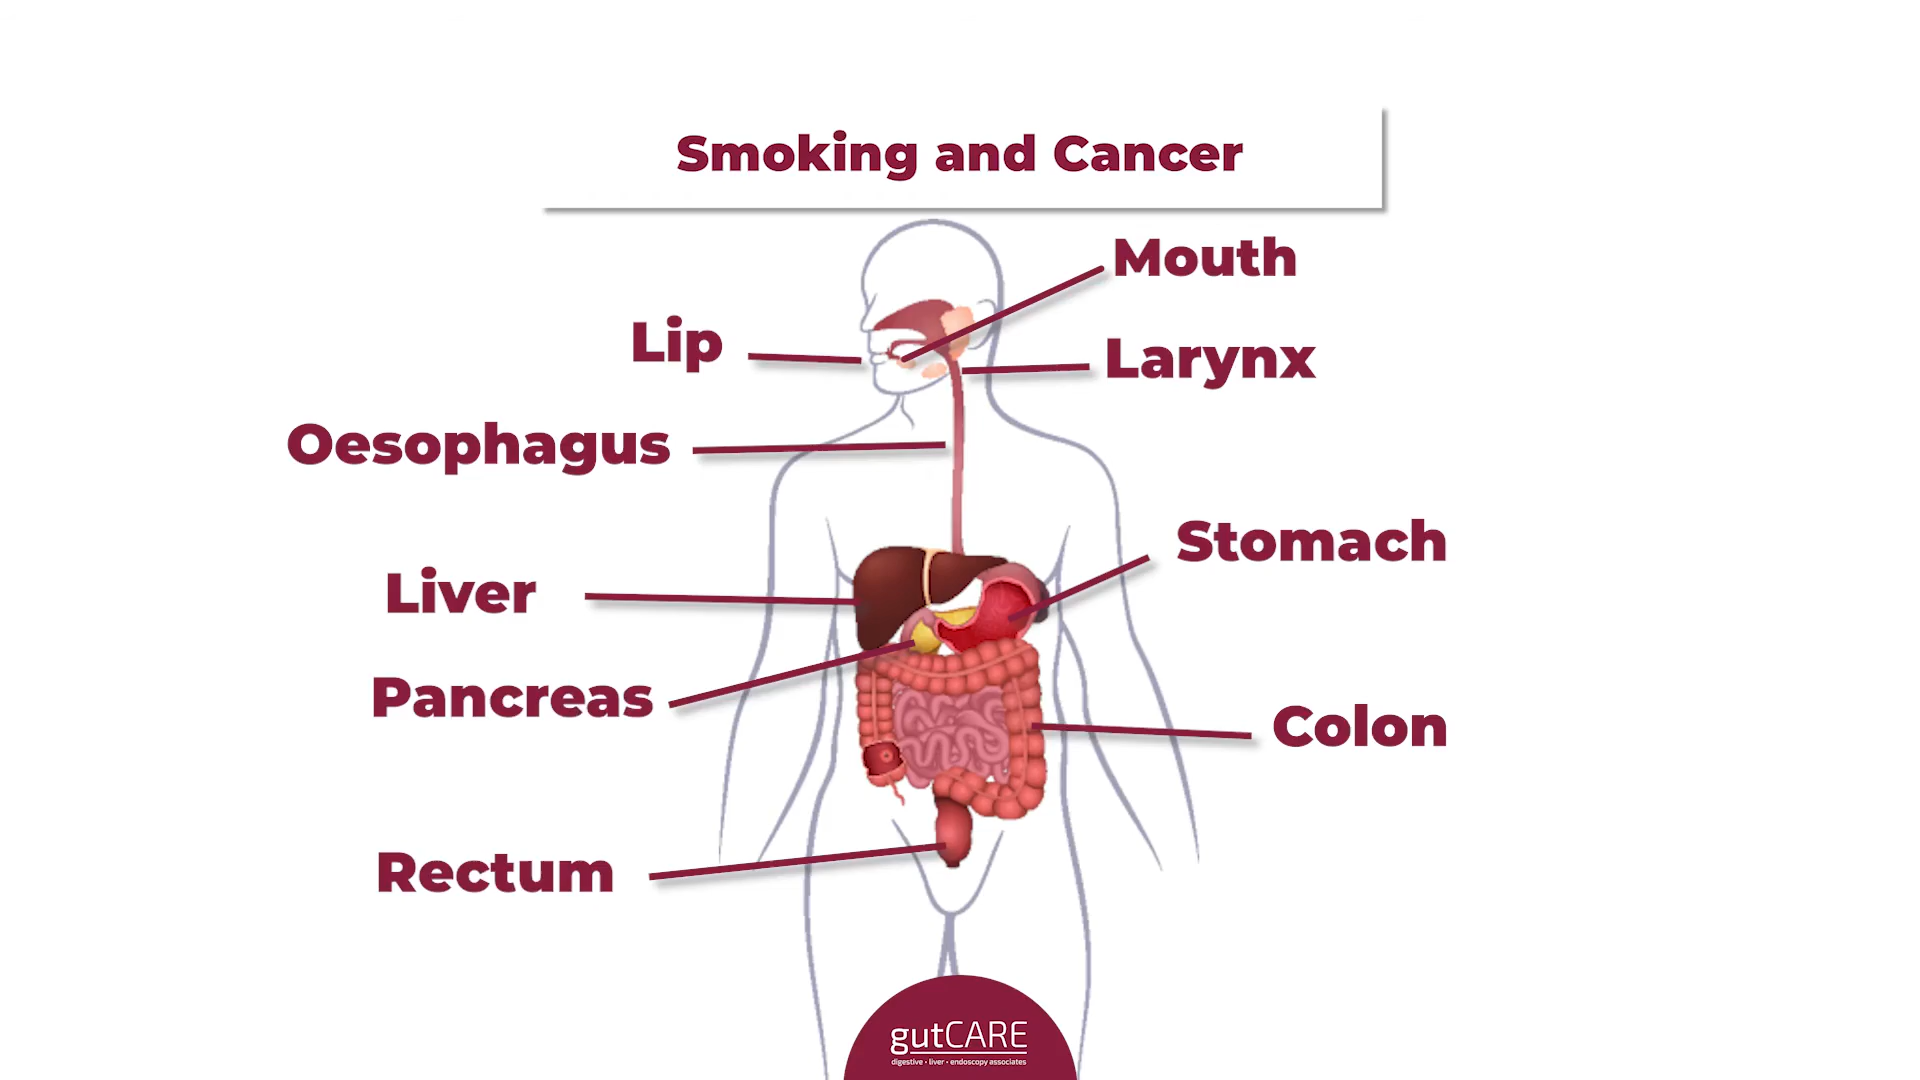 Smoking and Cancer
Mouth
Lip
Larynx
Oesophagus
Stomach
Liver
Pancreas
Colon
Rectum
gutCARE
digestive • liver • endoscopy associates